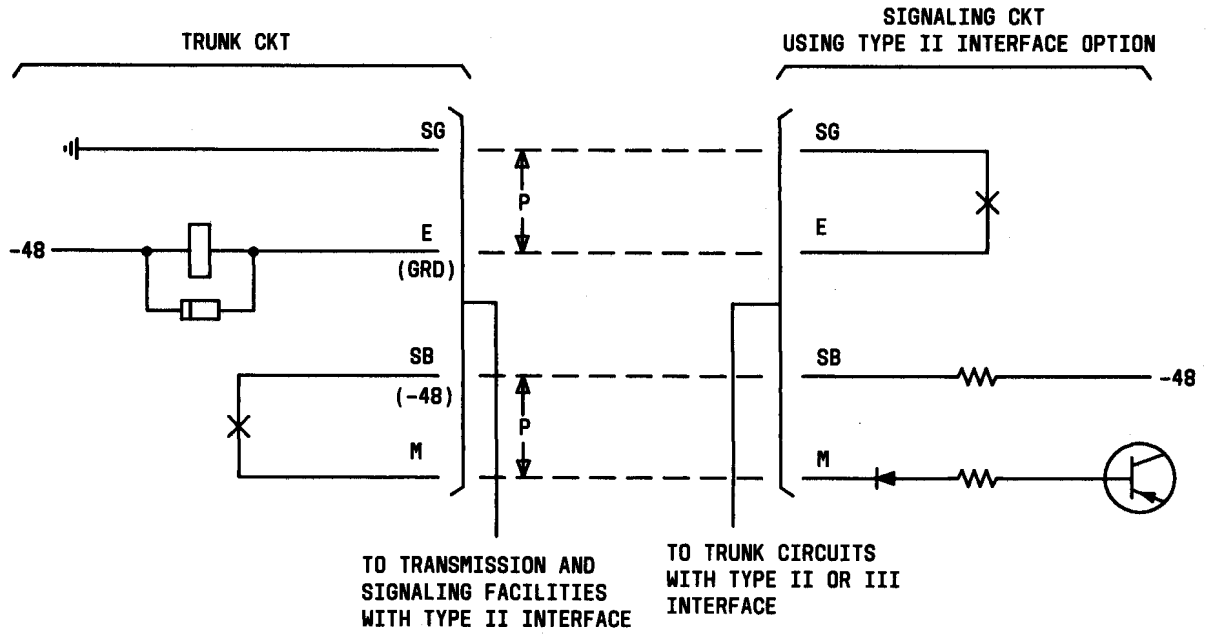 TRUNK CKT
SIGNALING CKT
USING TYPE II INTERFACE OPTION
SG
SG
P
-48
E
(GRD)
E
SB
(-48)
SB
-48
P
M
M
TO TRANSMISSION AND
SIGNALING FACILITIES
WITH TYPE II INTERFACE
TO TRUNK CIRCUITS
WITH TYPE II OR III
INTERFACE